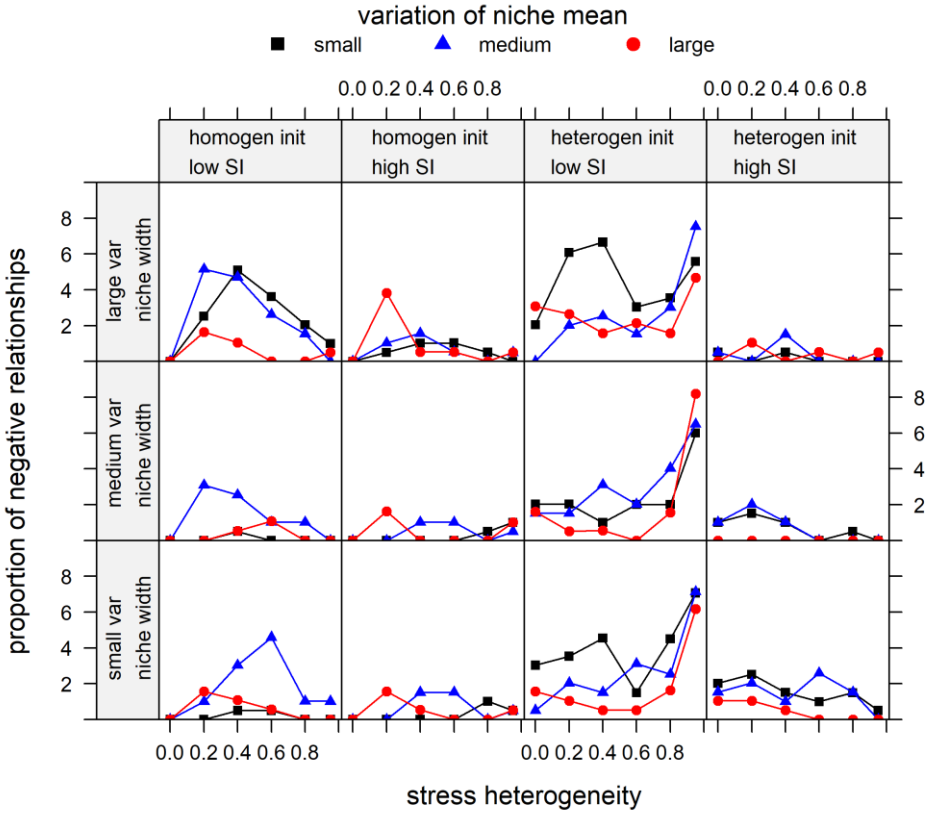 variation of niche mean
small medium large
0.0 0.2 0.4 0.6 0.8 0.0 0.2 0.4 0.6 0.8
homogen init
low SI
homogen init
high SI
heterogen init
low SI
heterogen init
high SI
proportion of negative relationships
large var
niche width
8
6
4
2
medium var
niche width
8
6
4
2
small var
niche width
8
6
4
2
0.0 0.2 0.4 0.6 0.8 0.0 0.2 0.4 0.6 0.8
stress heterogeneity